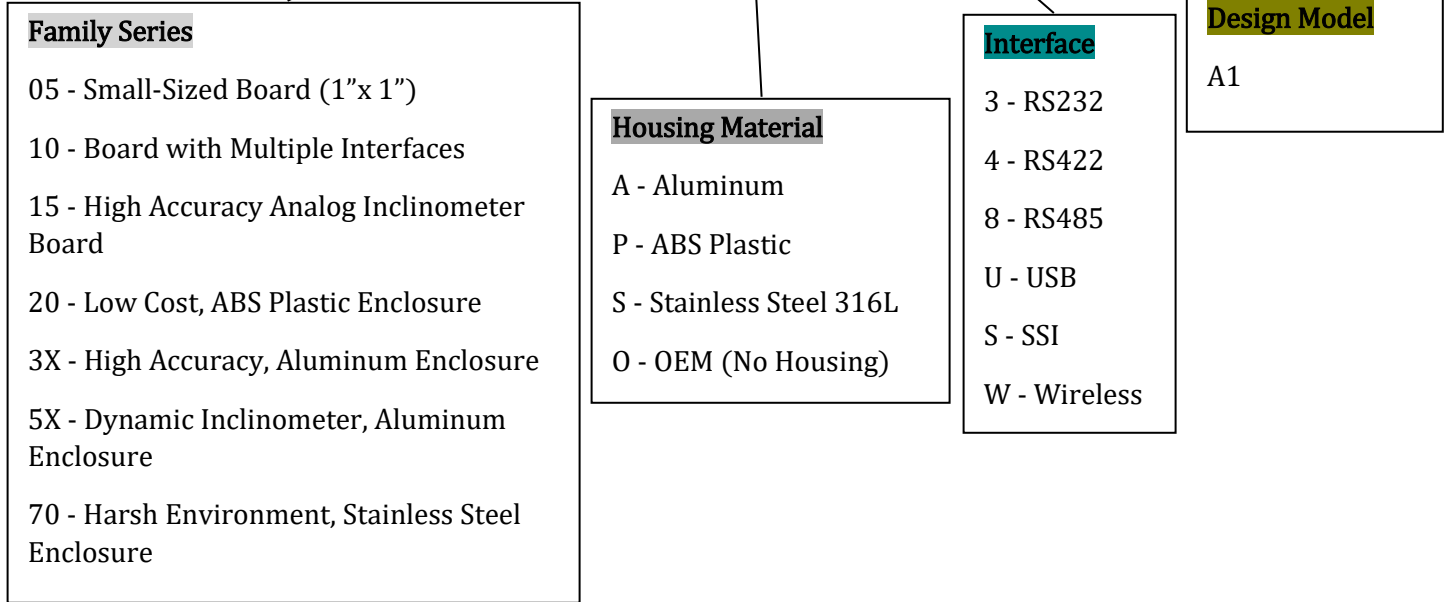 Family Series
05 - Small-Sized Board (1”x 1”)
10 - Board with Multiple Interfaces
15 - High Accuracy Analog Inclinometer
Board
20 - Low Cost, ABS Plastic Enclosure
3X - High Accuracy, Aluminum Enclosure
5X - Dynamic Inclinometer, Aluminum
Enclosure
70 - Harsh Environment, Stainless Steel
Enclosure
Housing Material
A - Aluminum
P - ABS Plastic
S - Stainless Steel 316L
O - OEM (No Housing)
Interface
3 - RS232
4 - RS422
8 - RS485
U - USB
S - SSI
W - Wireless
Design Model
A1